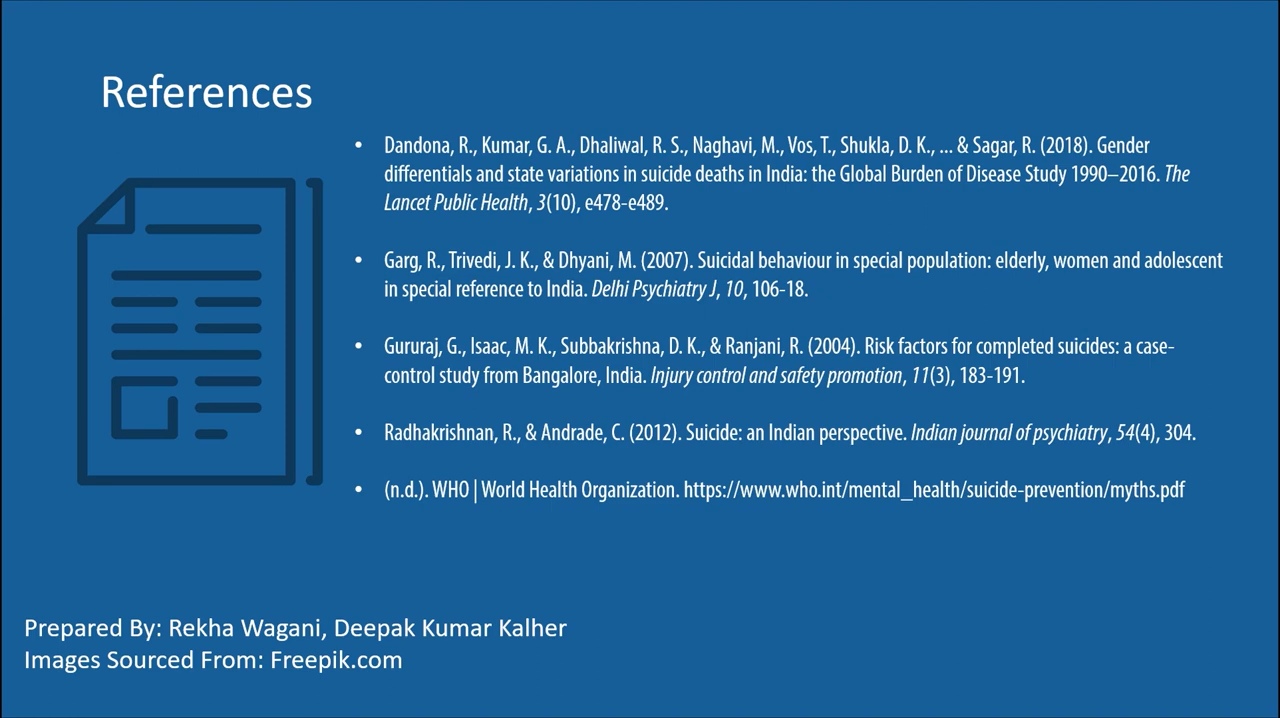 References
• Dandona, R., Kumar, G. A., Dhaliwal, R. S., Naghavi, M., Vos, T., Shukla, D. K., ... & Sagar, R. (2018). Gender
differentials and state variations in suicide deaths in India: the Global Burden of Disease Study 1990–2016. The
Lancet Public Health, 3(10), e478-e489.
• Garg, R., Trivedi, J. K., & Dhyani, M. (2007). Suicidal behaviour in special population: elderly, women and adolescent
in special reference to India. Delhi Psychiatry J, 10, 106-18.
• Gururaj, G., Isaac, M. K., Subbakrishna, D. K., & Ranjani, R. (2004). Risk factors for completed suicides: a case-
control study from Bangalore, India. Injury control and safety promotion, 11(3), 183-191.
• Radhakrishnan, R., & Andrade, C. (2012). Suicide: an Indian perspective. Indian journal of psychiatry, 54(4), 304.
• (n.d.). WHO | World Health Organization. https://www.who.int/mental_health/suicide-prevention/myths.pdf
Prepared By: Rekha Wagani, Deepak Kumar Kalher
Images Sourced From: Freepik.com